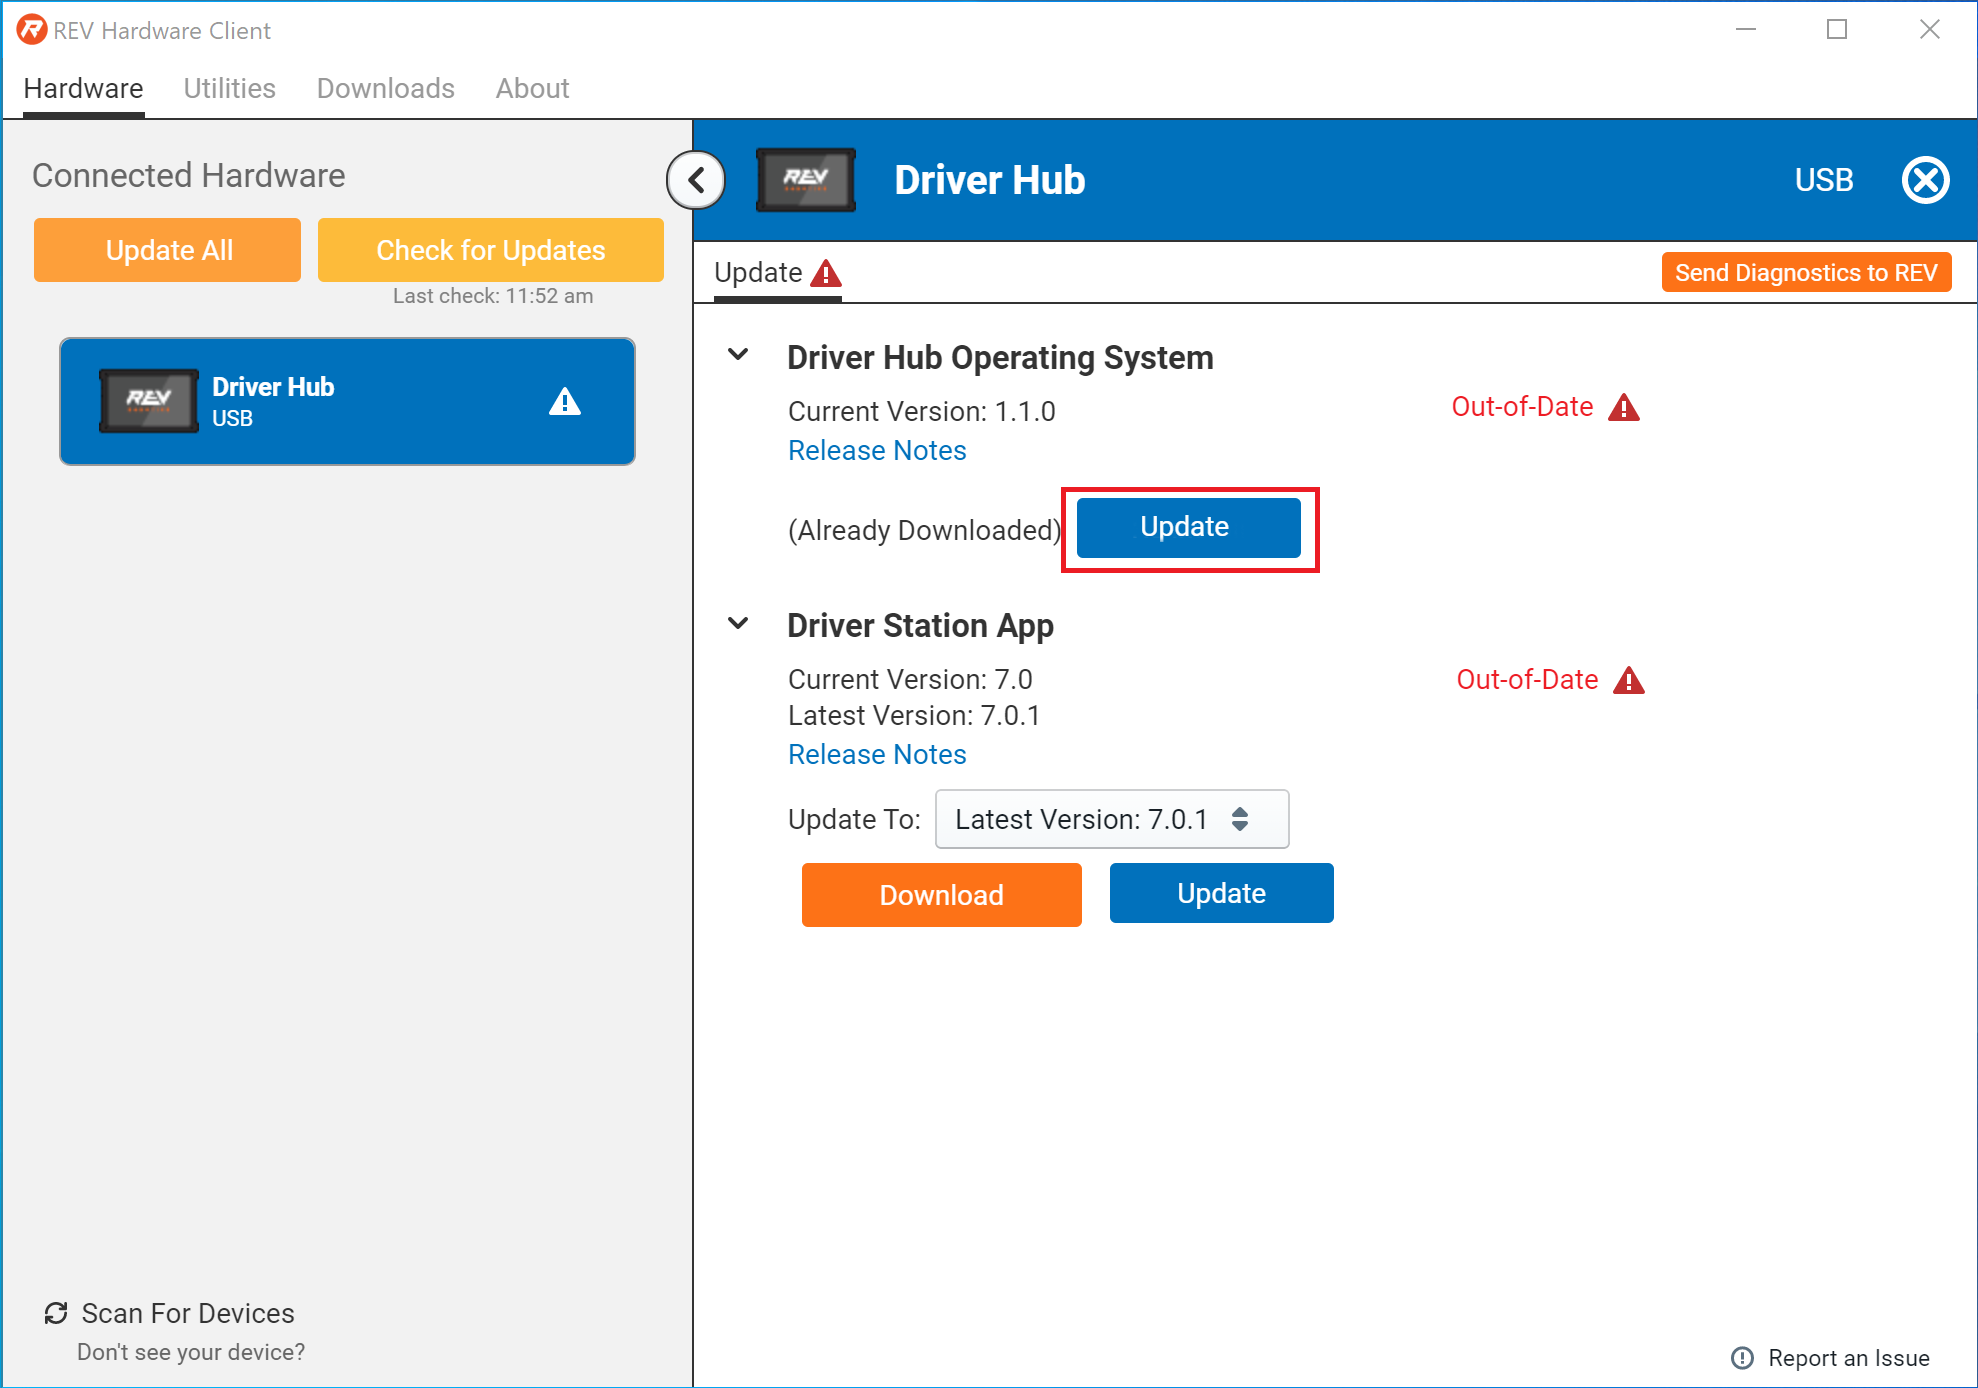 REV Hardware Client
Hardware Utilities Downloads About
Connected Hardware
Update All Check for Updates
Last check: 11:52 am
REV
ROBOTICS
Driver Hub
USB
Scan For Devices
Don't see your device?
REV
ROBOTICS
Driver Hub USB
Update Send Diagnostics to REV
Driver Hub Operating System
Current Version: 1.1.0 Out-of-Date
Release Notes
(Already Downloaded) Update
Driver Station App
Current Version: 7.0 Out-of-Date
Latest Version: 7.0.1
Release Notes
Update To: Latest Version: 7.0.1
Download Update
Report an Issue